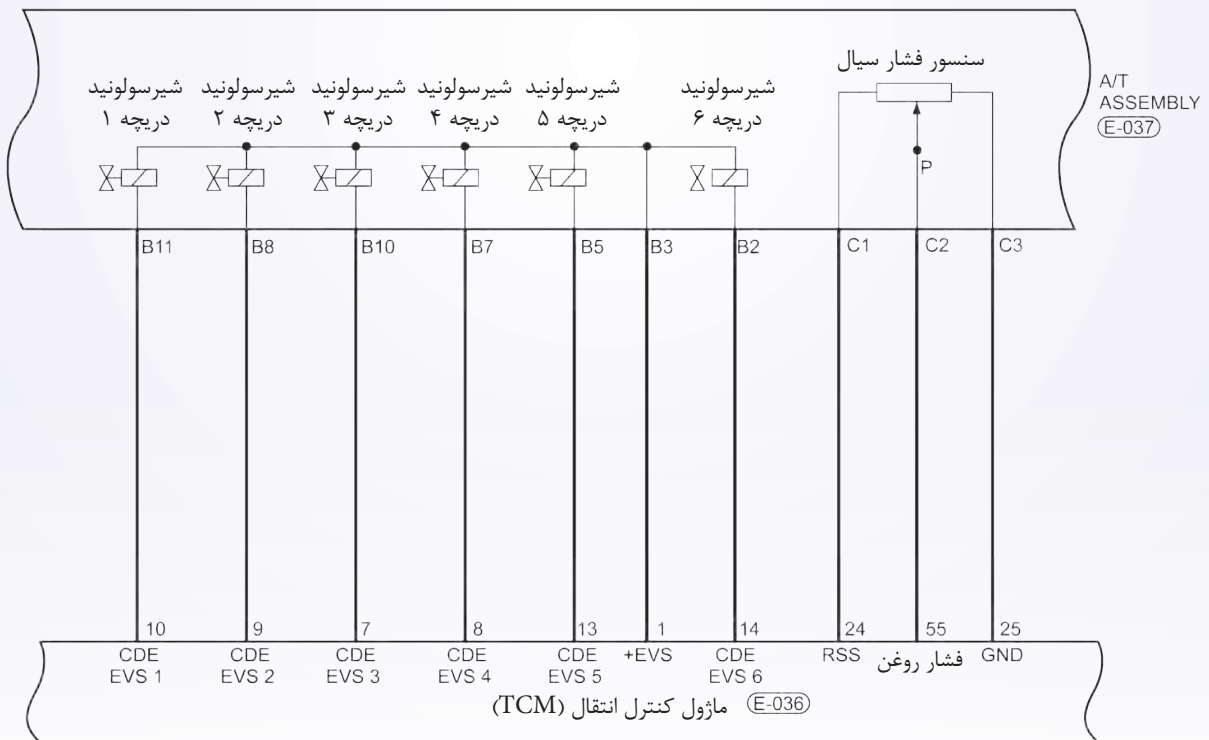 سنسور فشار سیال
A/T
ASSEMBLY
E-037
شیرسولونید
دریچه ۱
شیرسولونید
دریچه ۲
شیرسولونید
دریچه ۳
شیرسولونید
دریچه ۴
شیرسولونید
دریچه ۵
شیرسولونید
دریچه ۶
P
B11 B8 B10 B7 B5 B3 B2 C1 C2 C3
10 9 7 8 13 1 14 24 55 25
CDE
EVS 1
CDE
EVS 2
CDE
EVS 3
CDE
EVS 4
CDE
EVS 5
+EVS
CDE
EVS 6
RSS
فشار روغن
GND
ماژول کنترل انتقال (TCM)
E-036